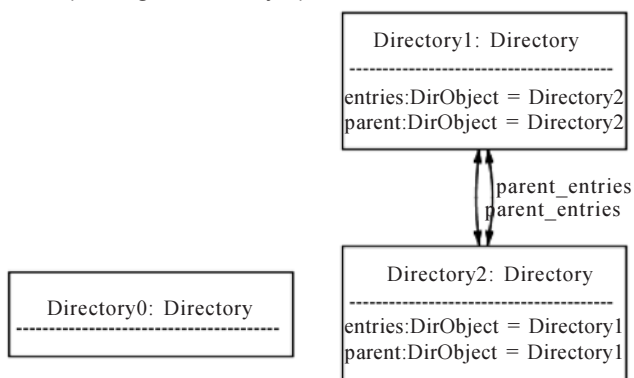 Directory1: Directory
entries:DirObject = Directory2
parent:DirObject = Directory2
parent_entries
parent_entries
Directory2: Directory
entries:DirObject = Directory1
parent:DirObject = Directory1
Directory0: Directory